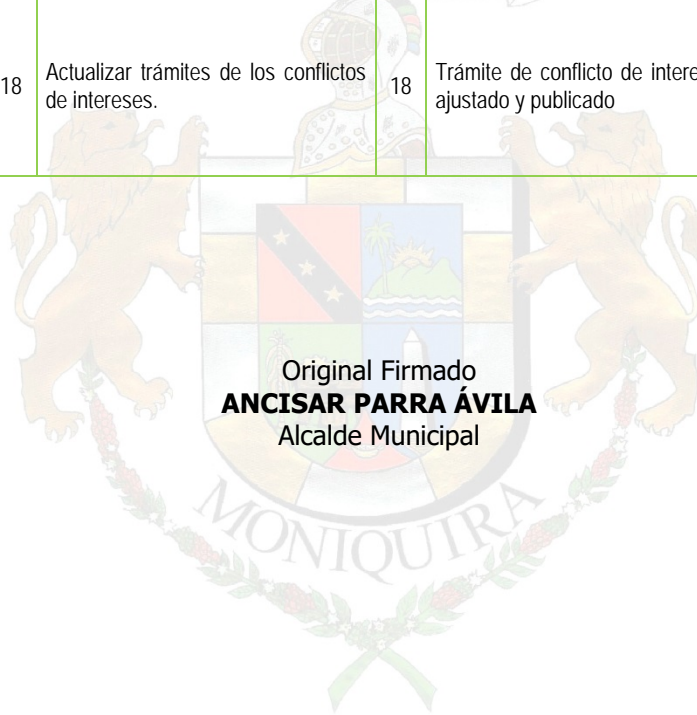 18
Actualizar trámites de los conflictos
de intereses.
18
Trámite de conflicto de intere
ajustado y publicado
Original Firmado
ANCISAR PARRA ÁVILA
Alcalde Municipal
MONIQUIRA